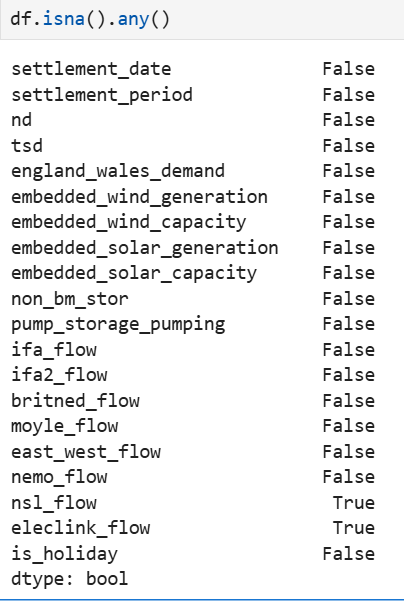 df.isna().any()
settlement_date False
settlement_period False
nd False
tsd False
england_wales_demand False
embedded_wind_generation False
embedded_wind_capacity False
embedded_solar_generation False
embedded_solar_capacity False
non_bm_stor False
pump_storage_pumping False
ifa_flow False
ifa2_flow False
britned_flow False
moyle_flow False
east_west_flow False
nemo_flow False
nsl_flow True
eleclink_flow True
is_holiday False
dtype: bool